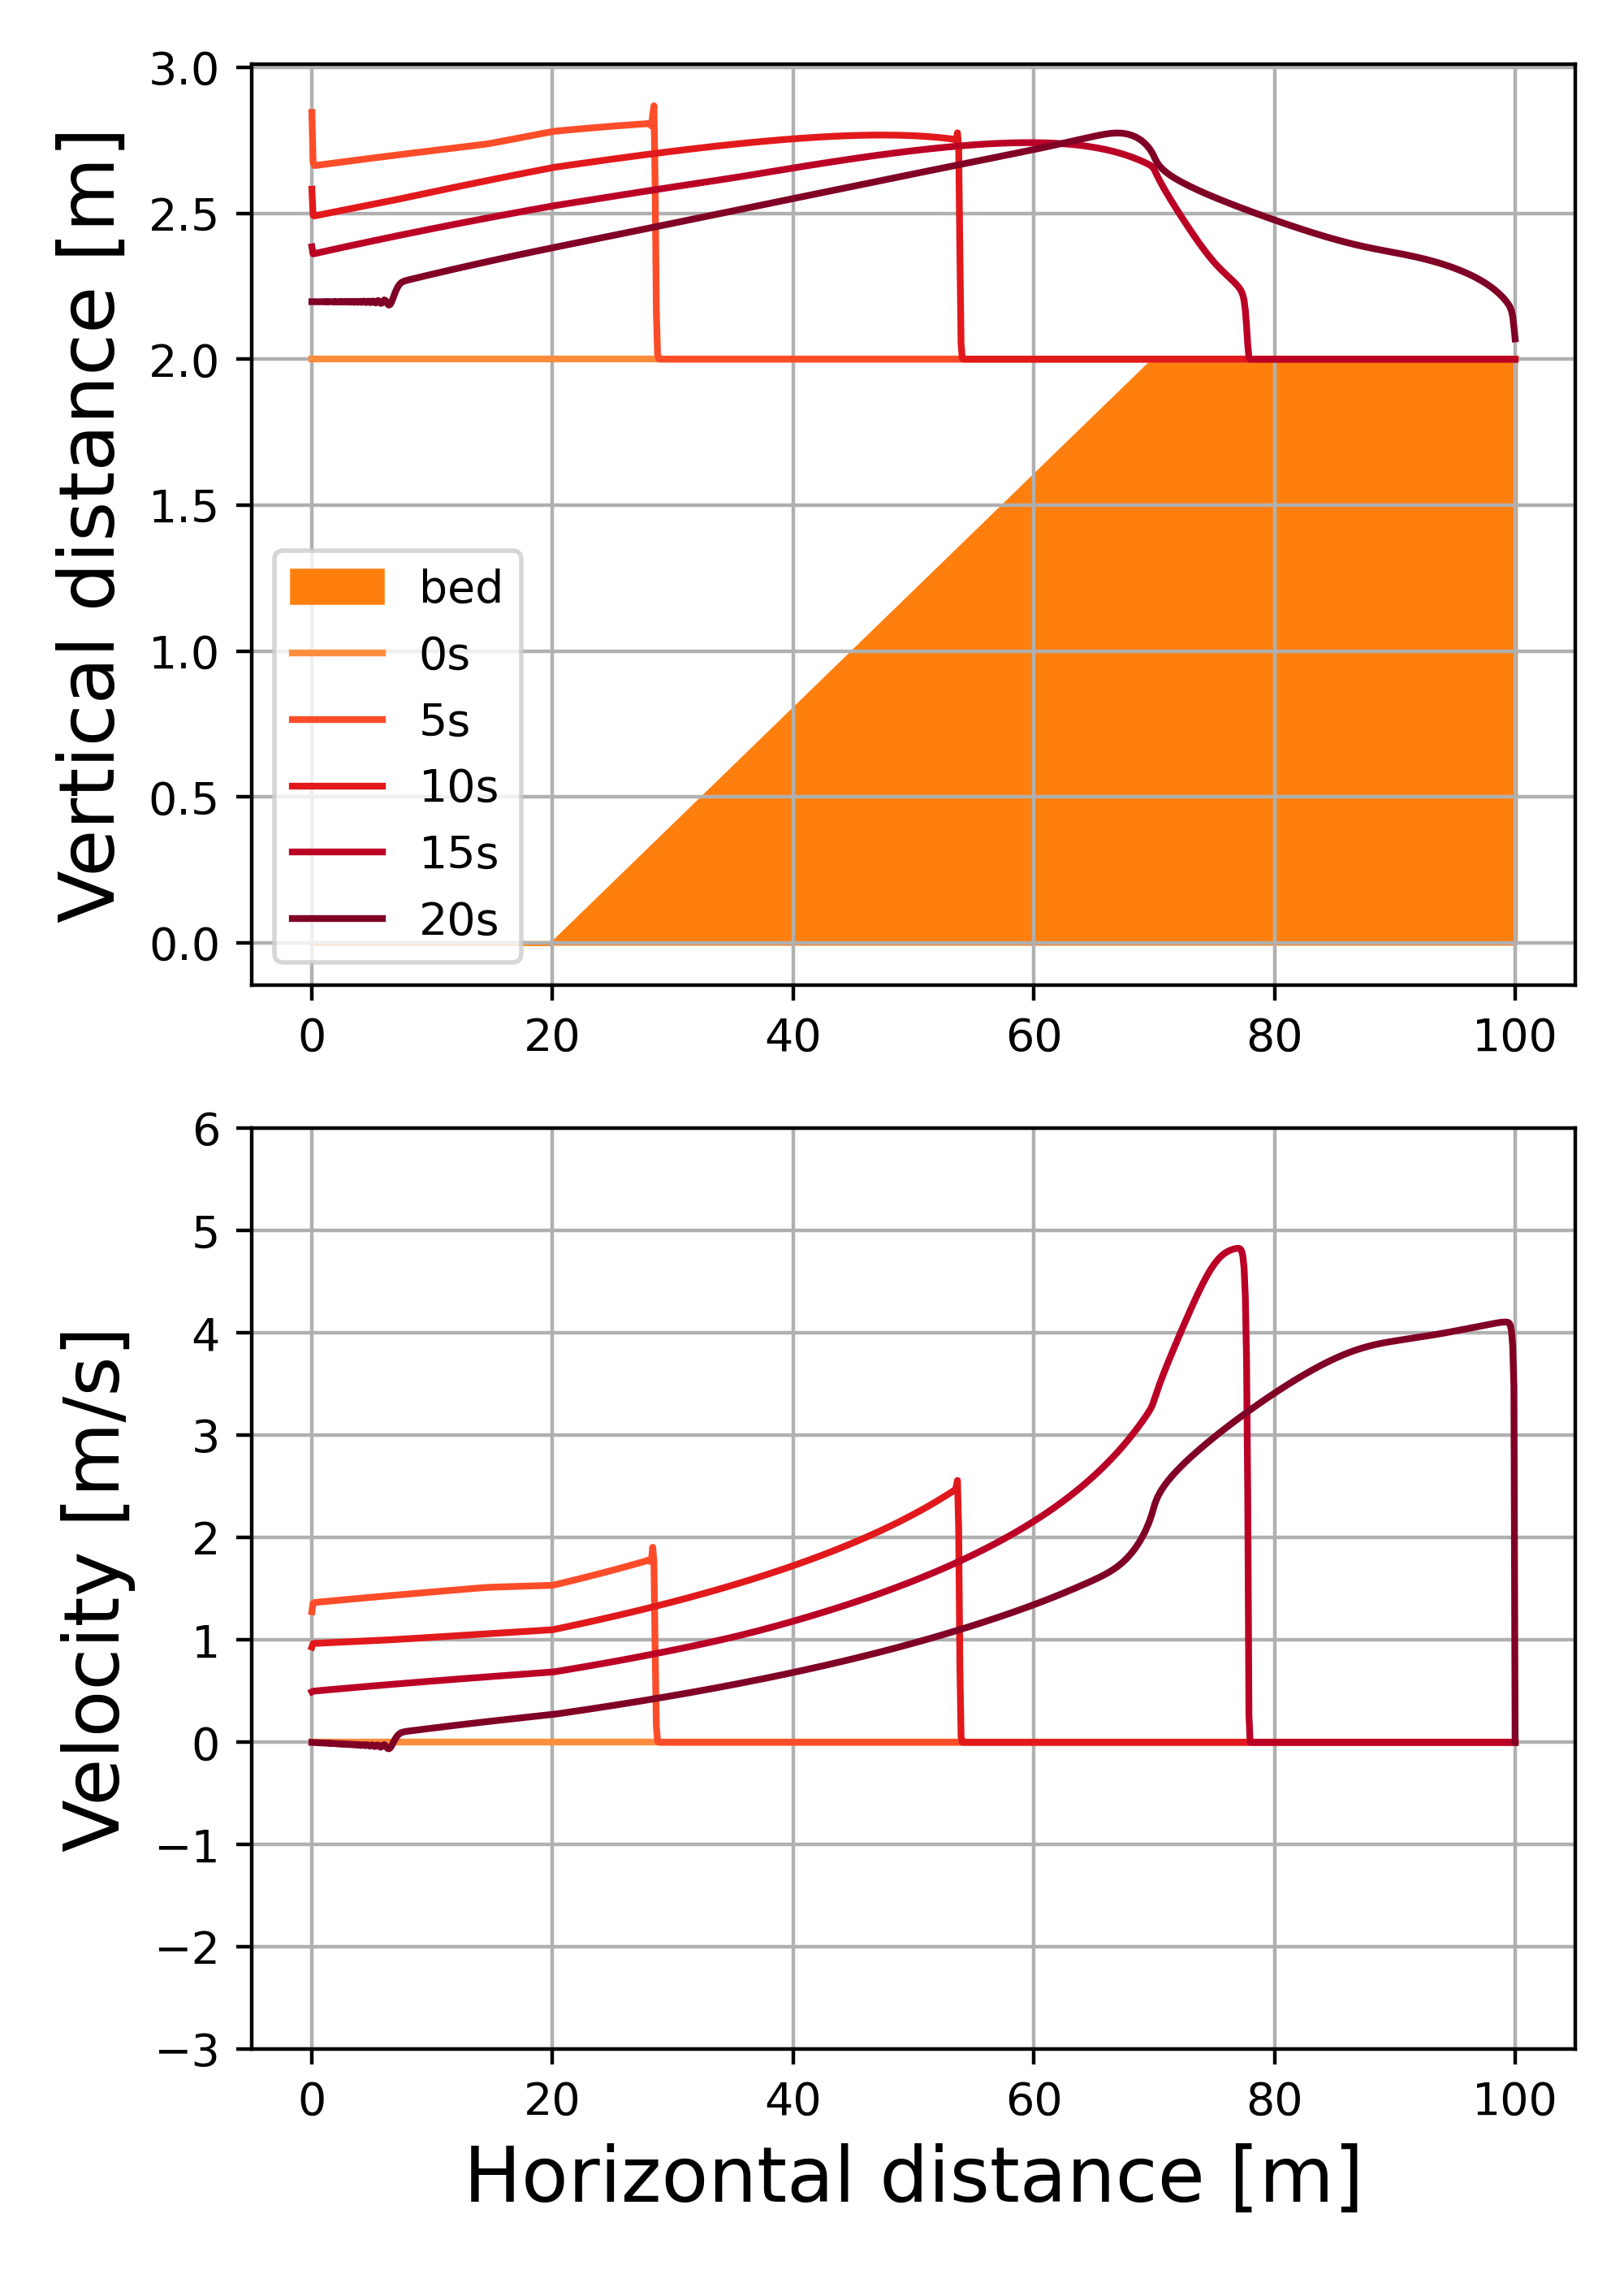 Vertical distance [m]
3.0
2.5
2.0
1.5
1.0
0.5
0.0
bed
0s
5s
10s
15s
20s
0 20 40 60 80 100
Velocity [m/s]
6
5
4
3
2
1
0
−1
−2
−3
0 20 40 60 80 100
Horizontal distance [m]